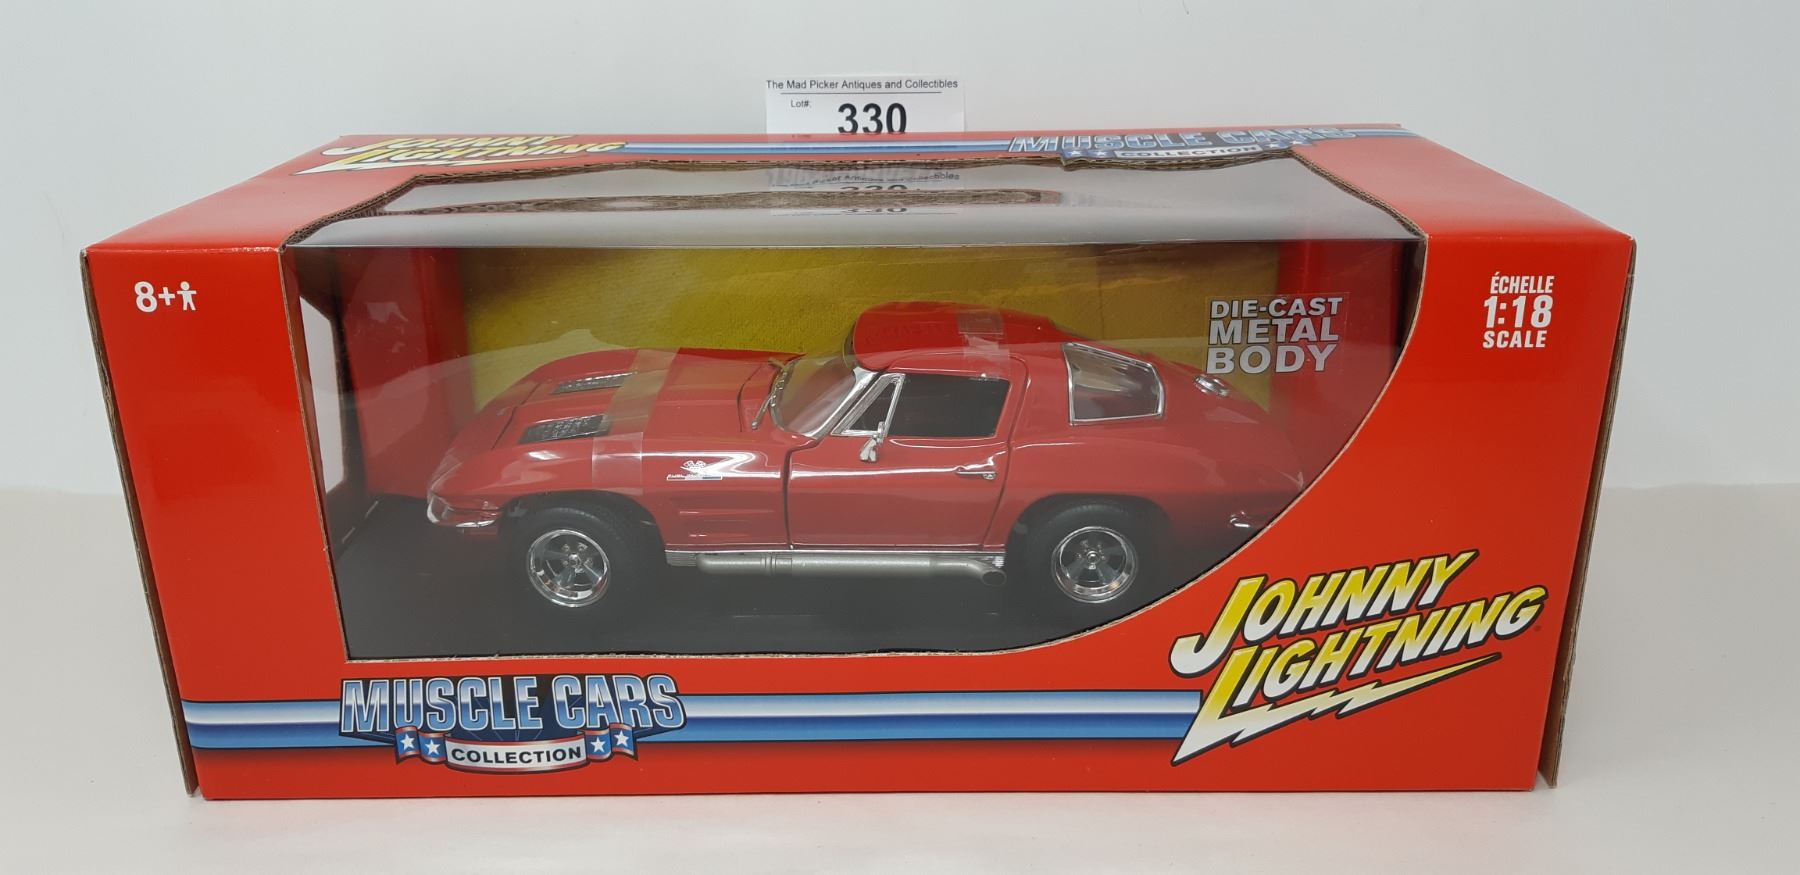 The Mad Picker Antiques and Collectibles
Lot#: 330
JOHNNY LIGHTNING
MUSCLE CARS
COLLECTION
8+
ÉCHELLE
1:18
SCALE
DIE-CAST
METAL
BODY
JOHNNY
LIGHTNING
MUSCLE CARS
COLLECTION